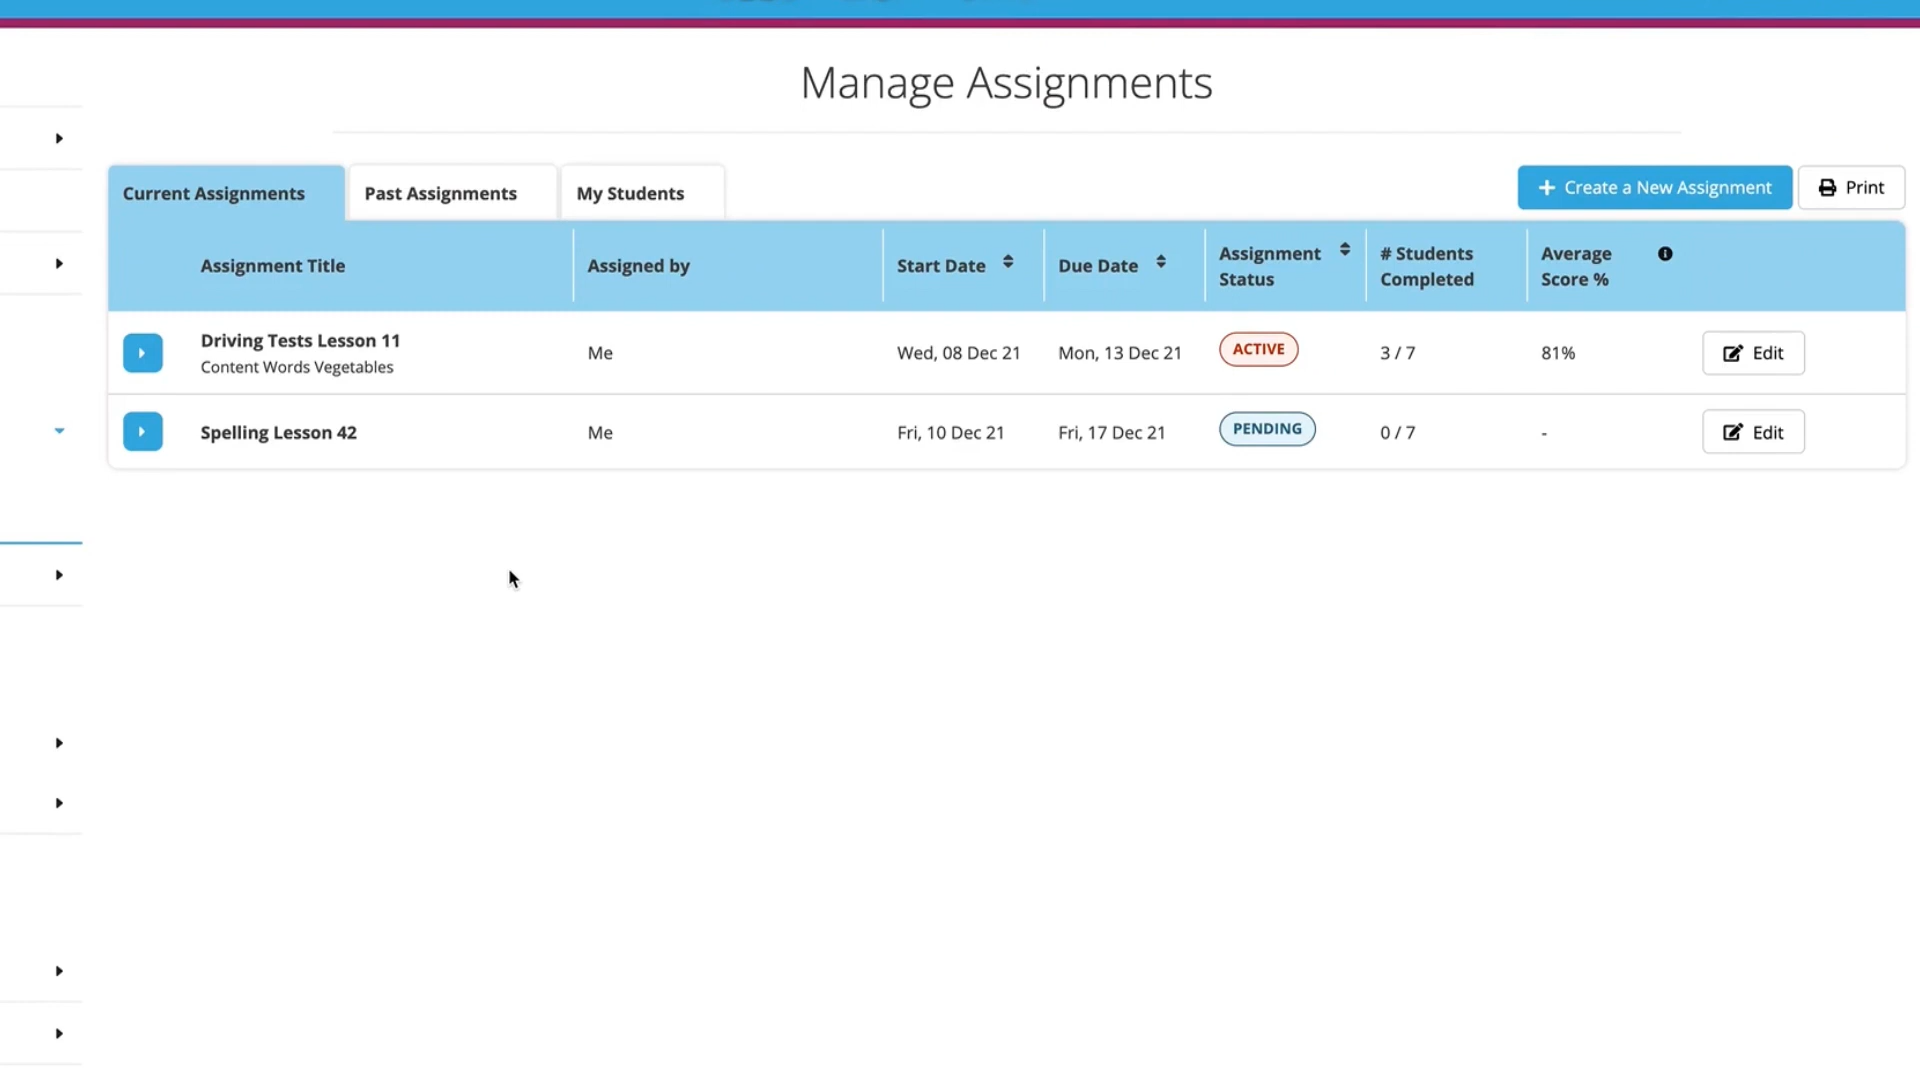 Manage Assignments
Current Assignments
Past Assignments
My Students
Create a New Assignment
Print
Assignment Title
Assigned by
Start Date
Due Date
Assignment
Status
# Students
Completed
Average
Score %
Driving Tests Lesson 11
Content Words Vegetables
Me
Wed, 08 Dec 21
Mon, 13 Dec 21
ACTIVE
3 / 7
81%
Edit
Spelling Lesson 42
Me
Fri, 10 Dec 21
Fri, 17 Dec 21
PENDING
0 / 7
-
Edit